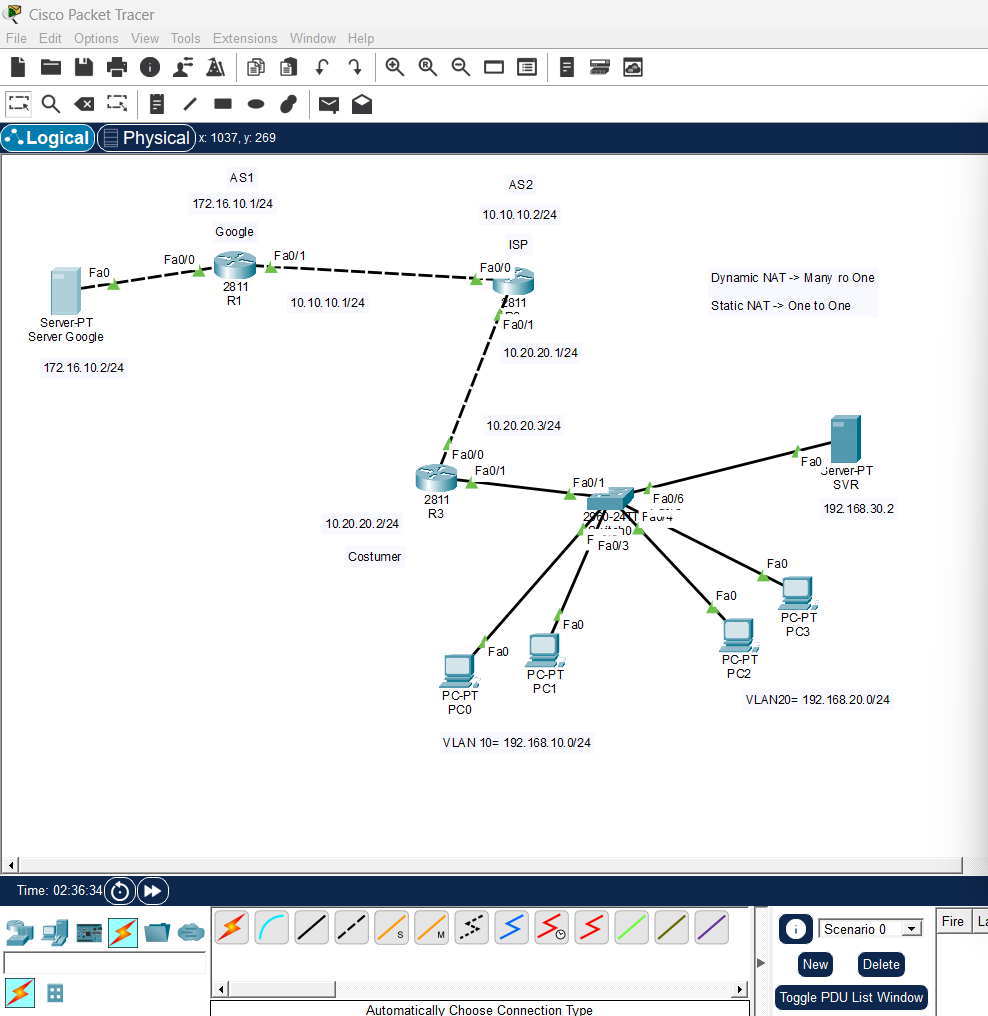 Cisco Packet Tracer
File Edit Options View Tools Extensions Window Help
Logical Physical x: 1037, y: 269
AS1
172.16.10.1/24
Google
AS2
10.10.10.2/24
ISP
Fa0
Fa0/0
Fa0/1
2811
R1
10.10.10.1/24
Fa0/0
2811
Fa0/1
10.20.20.1/24
Server-PT
Server Google
172.16.10.2/24
Dynamic NAT -> Many ro One
Static NAT -> One to One
10.20.20.3/24
Fa0/0
Fa0/1
2811
R3
10.20.20.2/24
Costumer
Fa0/1
Fa0/6
Fa0/4
Fa0/3
Fa0
Server-PT
SVR
192.168.30.2
Fa0
PC-PT
PC0
Fa0
PC-PT
PC1
Fa0
PC-PT
PC2
Fa0
PC-PT
PC3
VLAN20= 192.168.20.0/24
VLAN 10= 192.168.10.0/24
Time: 02:36:34
S
M
Automatically Choose Connection Type
Scenario 0
New
Delete
Toggle PDU List Window
Fire